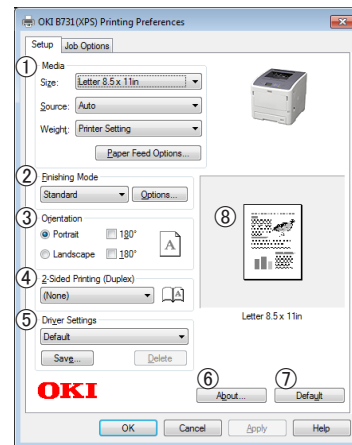 OKI B731(XPS) Printing Preferences
Setup Job Options
① Media
Size: Letter 8.5 x 11in
Source: Auto
Weight: Printer Setting
Paper Feed Options...
② Finishing Mode
Standard Options...
③ Orientation
Portrait 180°
Landscape 180°
A
④ 2-Sided Printing (Duplex)
(None) A
⑤ Driver Settings
Default
Save... Delete
⑧
Letter 8.5 x 11in
OKI
⑥ ⑦
About... Default
OK Cancel Apply Help